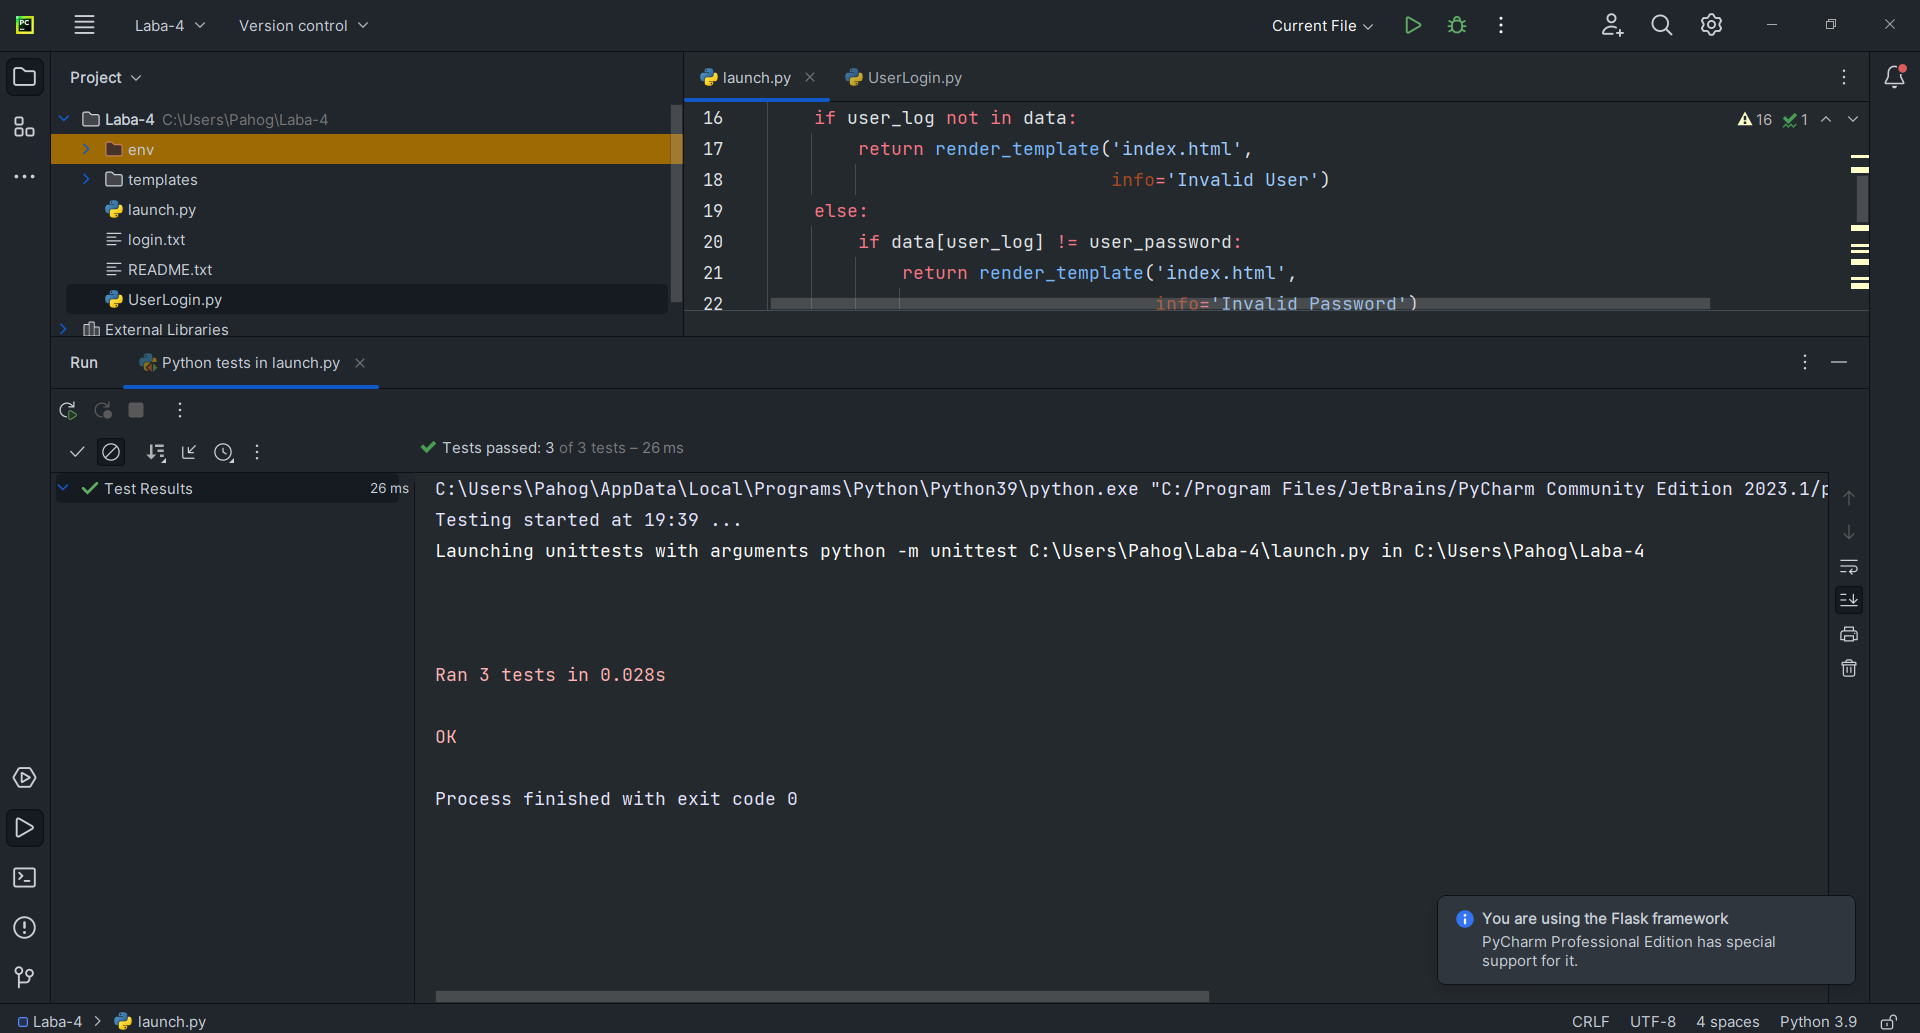 PC
Laba-4
Version control
Current File
Project
Laba-4 C:\Users\Pahog\Laba-4
env
templates
launch.py
login.txt
README.txt
UserLogin.py
External Libraries
launch.py
UserLogin.py
16 if user_log not in data:
17 return render_template('index.html',
18 info='Invalid User')
19 else:
20 if data[user_log] != user_password:
21 return render_template('index.html',
22 info='Invalid Password')
16 1
Run
Python tests in launch.py
Tests passed: 3 of 3 tests – 26 ms
Test Results 26 ms
C:\Users\Pahog\AppData\Local\Programs\Python\Python39\python.exe "C:/Program Files/JetBrains/PyCharm Community Edition 2023.1/p
Testing started at 19:39 ...
Launching unittests with arguments python -m unittest C:\Users\Pahog\Laba-4\launch.py in C:\Users\Pahog\Laba-4
Ran 3 tests in 0.028s
OK
Process finished with exit code 0
You are using the Flask framework
PyCharm Professional Edition has special
support for it.
Laba-4
launch.py
CRLF
UTF-8
4 spaces
Python 3.9